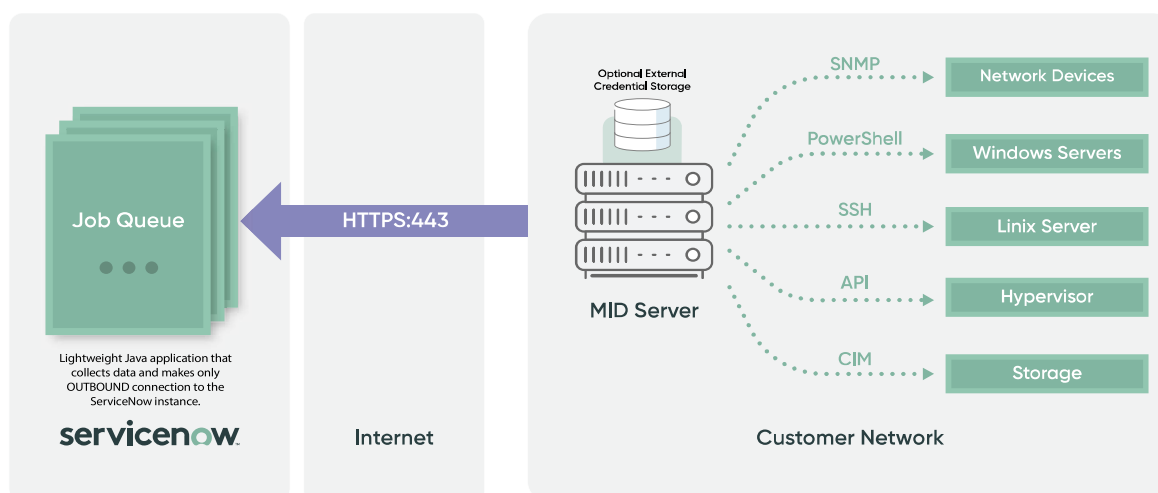 Job Queue
Lightweight Java application that
collects data and makes only
OUTBOUND connection to the
ServiceNow instance.
servicenow
HTTPS:443
Internet
Optional External
Credential Storage
MID Server
SNMP
Network Devices
PowerShell
Windows Servers
SSH
Linix Server
API
Hypervisor
CIM
Storage
Customer Network